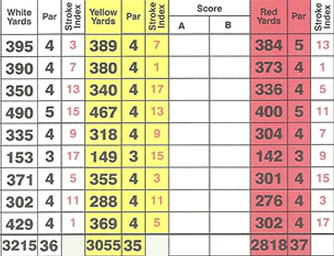 White Yards Par Stroke Index Yellow Yards Par Stroke Index Score A B Red Yards Par Stroke Index
395 4 3 389 4 7 384 5 13
390 4 7 380 4 1 373 4 1
350 4 13 340 4 17 336 4 5
490 5 15 467 4 13 400 5 11
335 4 9 318 4 9 304 4 7
153 3 17 149 3 15 142 3 9
371 4 5 355 4 3 301 4 15
302 4 11 288 4 11 276 4 3
429 4 1 369 4 5 302 4 17
3215 36 3055 35 2818 37